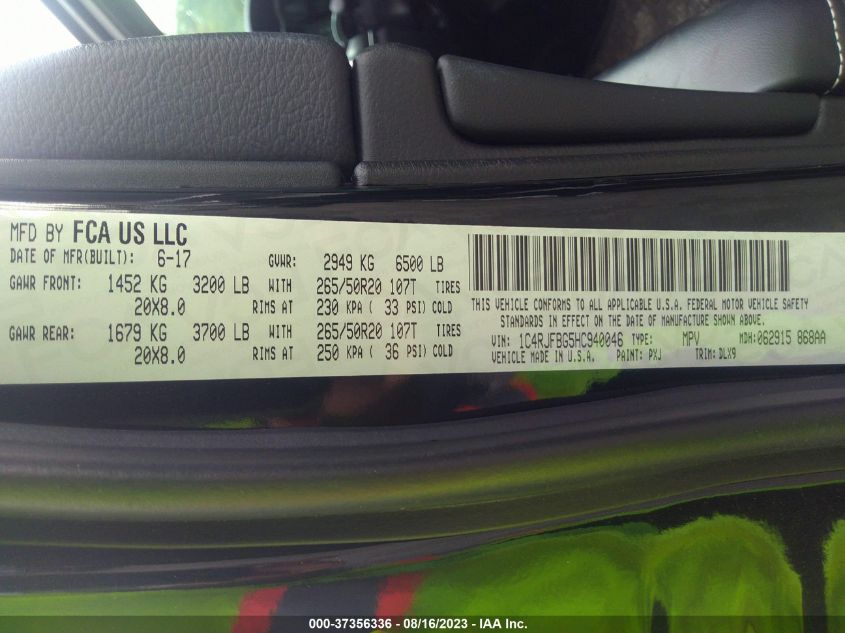 MFD BY FCA US LLC
DATE OF MFR(BUILT): 6-17 GVWR: 2949 KG 6500 LB
GAWR FRONT: 1452 KG 3200 LB WITH 265/50R20 107T TIRES
20X8.0 RIMS AT 230 KPA ( 33 PSI) COLD
GAWR REAR: 1679 KG 3700 LB WITH 265/50R20 107T TIRES
20X8.0 RIMS AT 250 KPA ( 36 PSI) COLD
THIS VEHICLE CONFORMS TO ALL APPLICABLE U.S.A. FEDERAL MOTOR VEHICLE SAFETY
STANDARDS IN EFFECT ON THE DATE OF MANUFACTURE SHOWN ABOVE.
VIN: 1C4RJFBG5HC940046 TYPE: MPV MDH: 062915 868AA
VEHICLE MADE IN U.S.A. PAINT: PXJ TRIM: DLX9
000-37356336 - 08/16/2023 - IAA Inc.